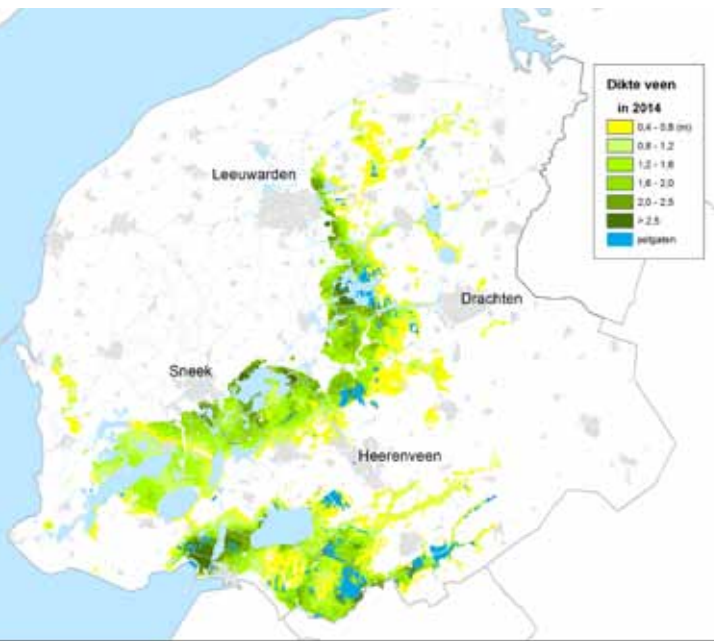 Dikte veen
in 2014
0,4 - 0,8 (m)
0,8 - 1,2
1,2 - 1,6
1,6 - 2,0
2,0 - 2,5
> 2,5
petgaten
Leeuwarden
Drachten
Sneek
Heerenveen